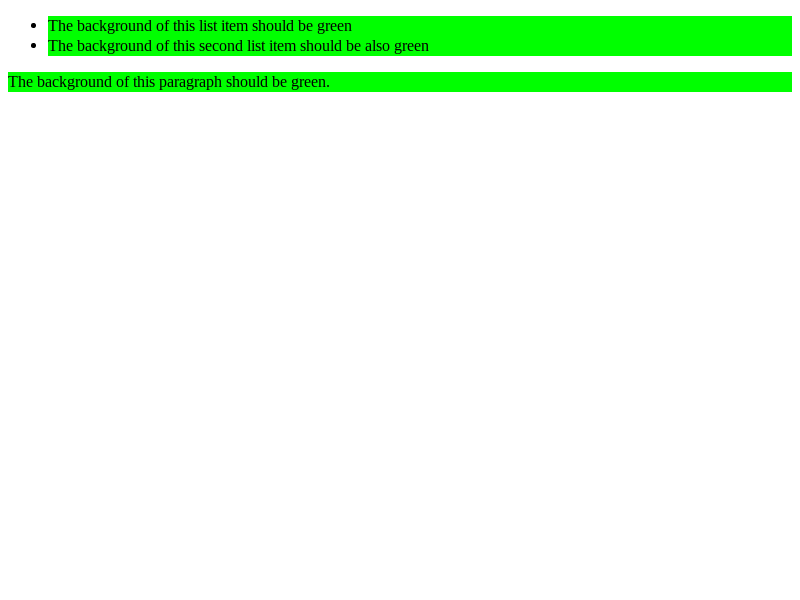 The background of this list item should be green
The background of this second list item should be also green
The background of this paragraph should be green.